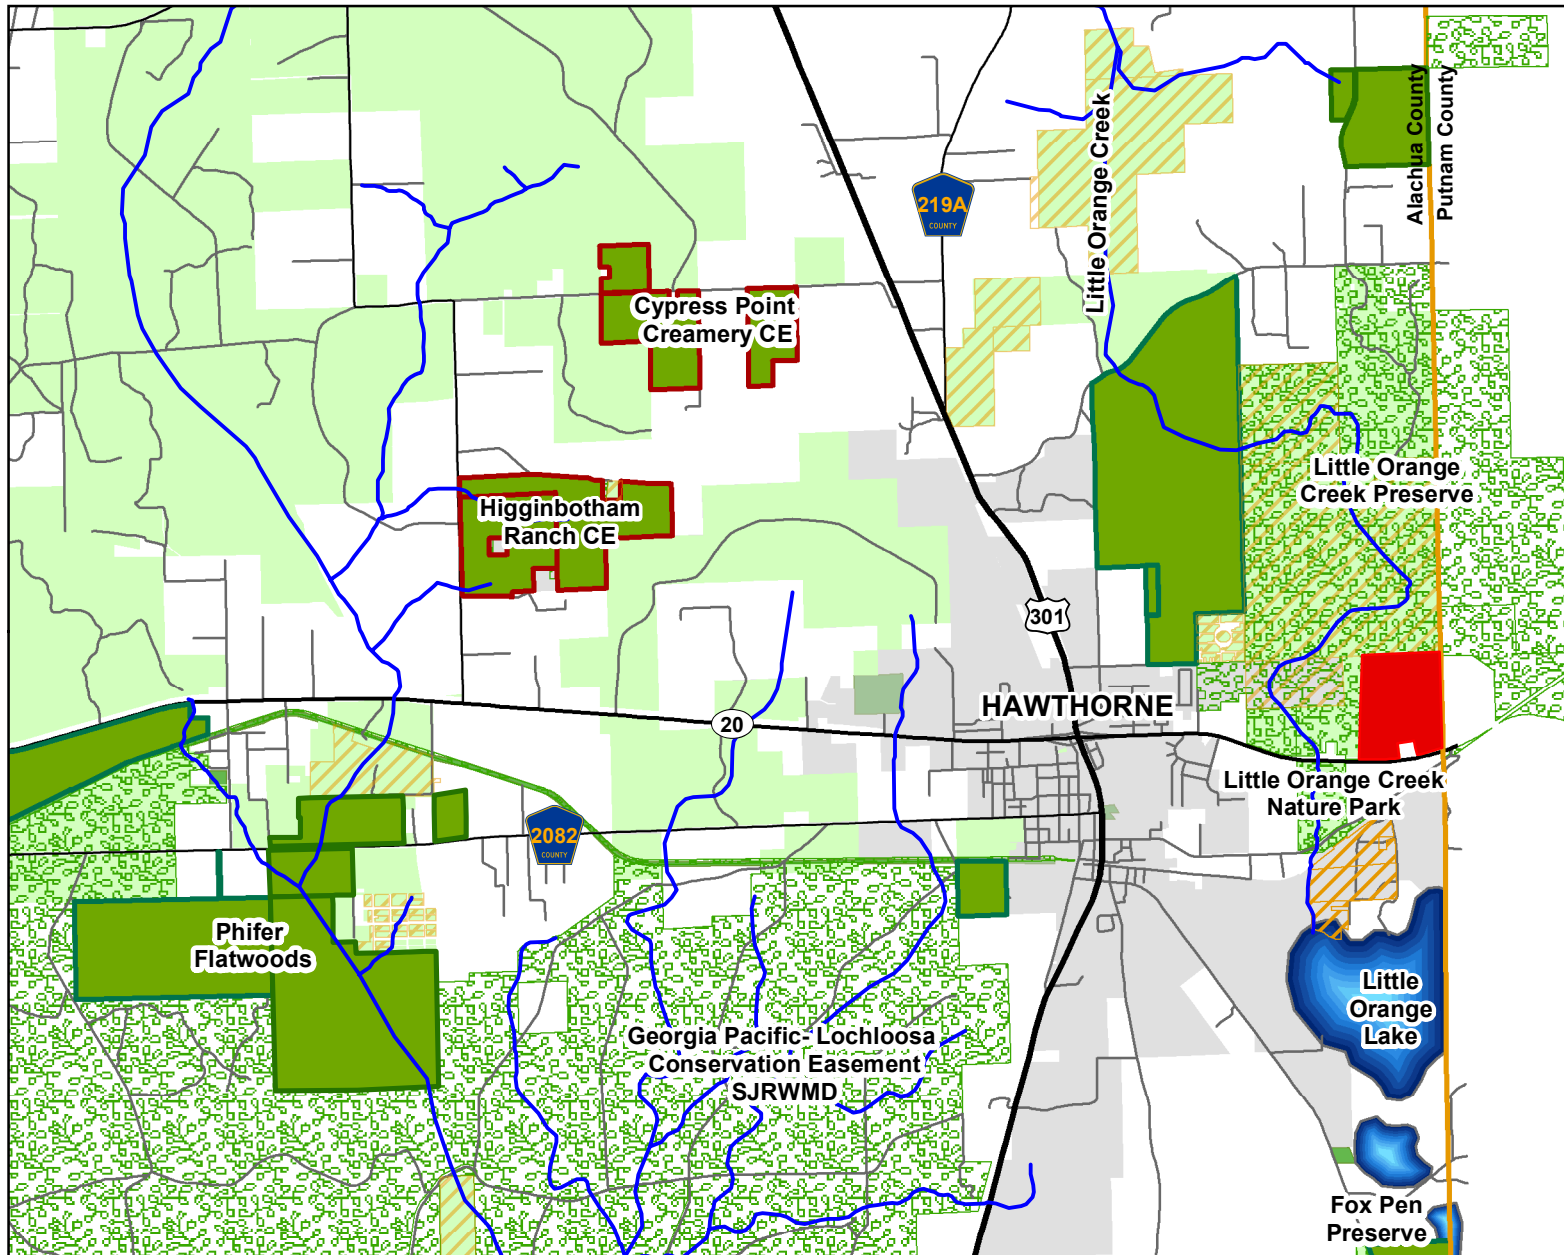 Alachua County
Putnam County
Little Orange Creek
219A
COUNTY
Cypress Point
Creamery CE
Little Orange
Creek Preserve
Higginbotham
Ranch CE
301
HAWTHORNE
20
Little Orange Creek
Nature Park
2082
COUNTY
Phifer
Flatwoods
Little
Orange
Lake
Georgia Pacific- Lochloosa
Conservation Easement
SJRWMD
Fox Pen
Preserve